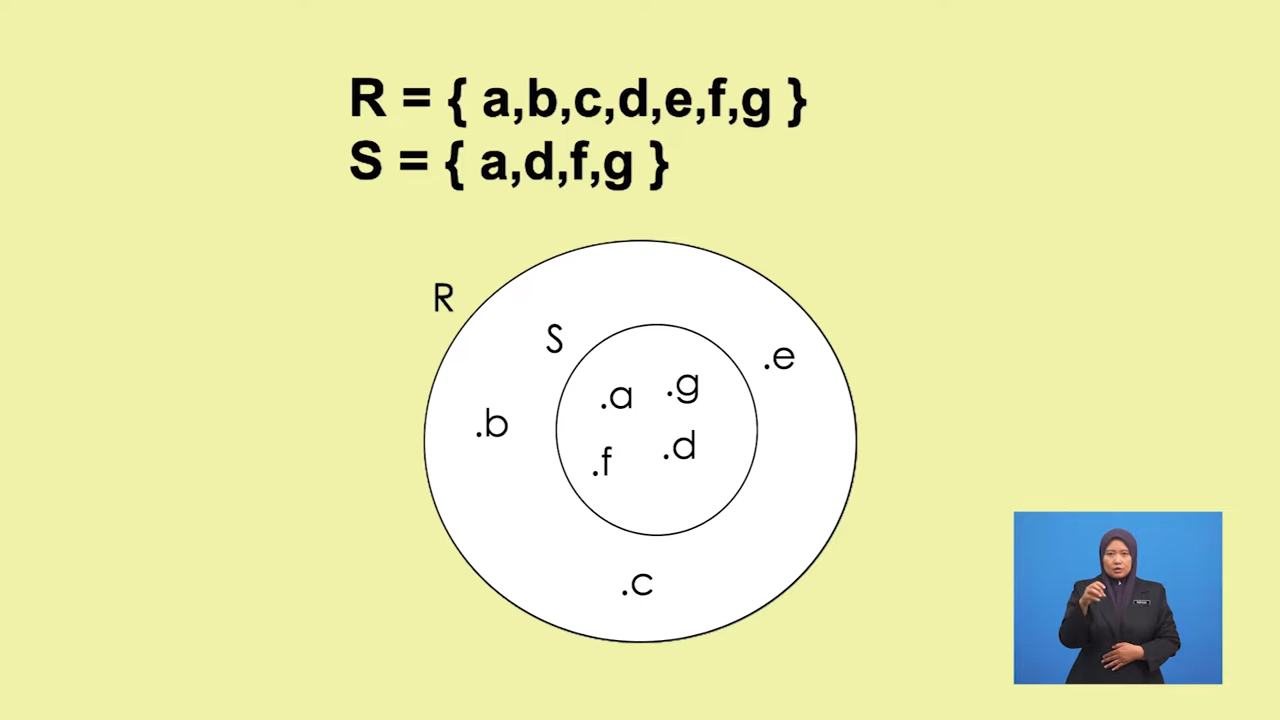 R = { a,b,c,d,e,f,g }
S = { a,d,f,g }
R
S
.e
.a .g
.b
.f .d
.c